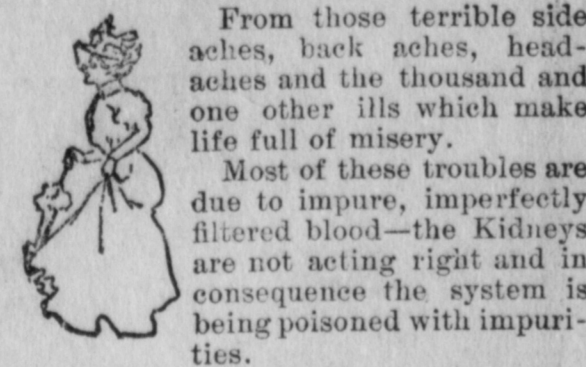 From those terrible side
aches, back aches, head-
aches and the thousand and
one other ills which make
life full of misery.
Most of these troubles are
due to impure, imperfectly
filtered blood—the Kidneys
are not acting right and in
consequence the system is
being poisoned with impuri-
ties.